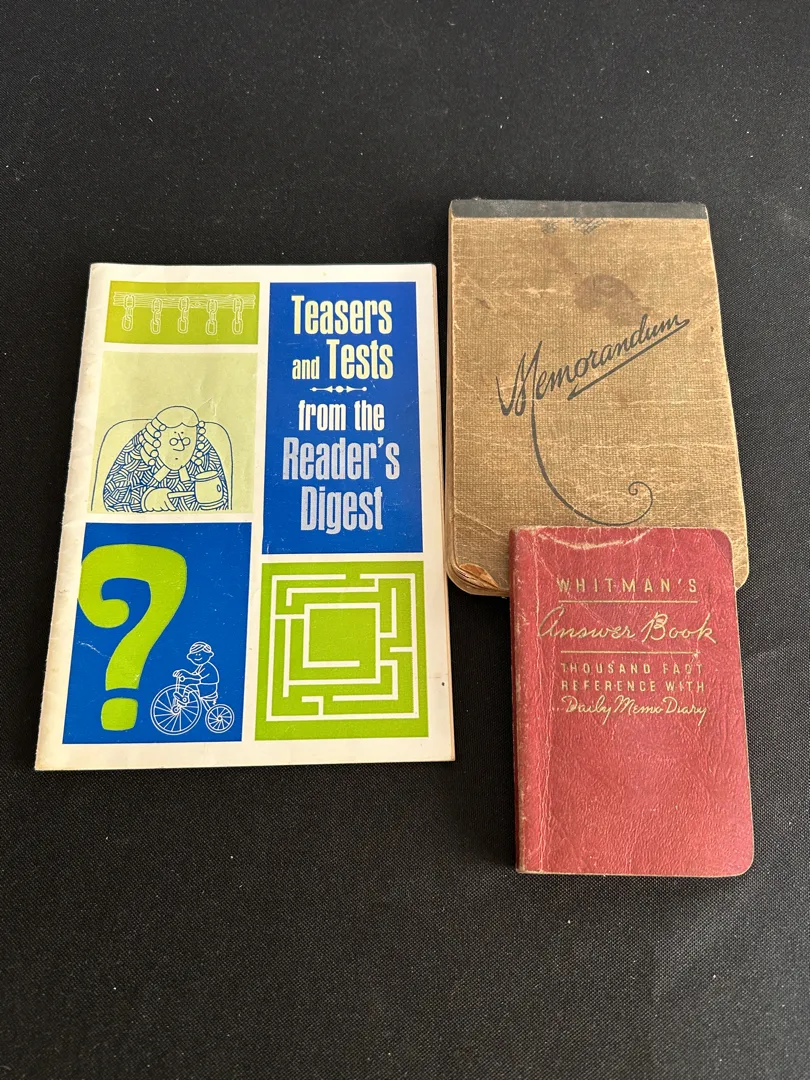 Teasers
and Tests
from the
Reader's
Digest
?
Memorandum
WHITMAN'S
Answer Book
THOUSAND FACT
REFERENCE WITH
Daily Memo Diary